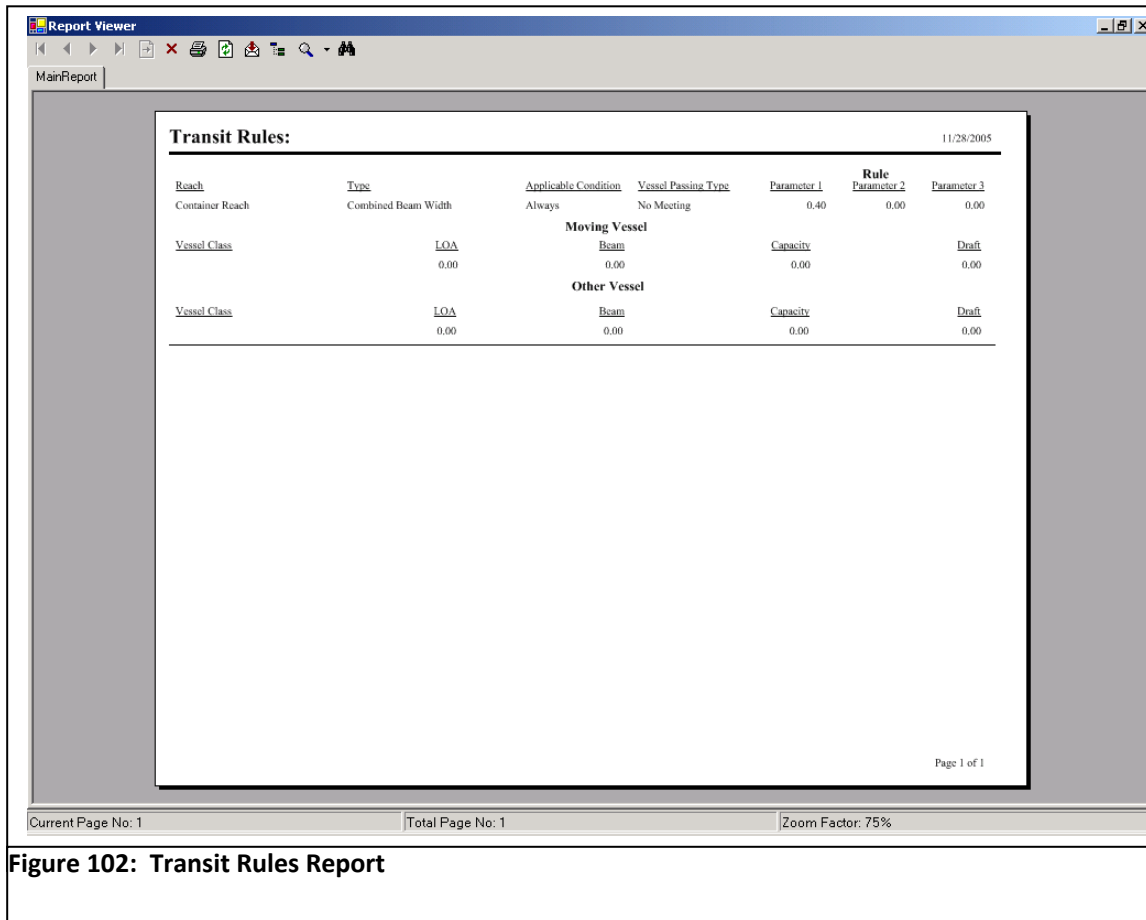 Report Viewer
MainReport
Transit Rules:
11/28/2005
Rule
Reach Type Applicable Condition Vessel Passing Type Parameter 1 Parameter 2 Parameter 3
Container Reach Combined Beam Width Always No Meeting 0.40 0.00 0.00
Moving Vessel
Vessel Class LOA Beam Capacity Draft
0.00 0.00 0.00 0.00
Other Vessel
Vessel Class LOA Beam Capacity Draft
0.00 0.00 0.00 0.00
Page 1 of 1
Current Page No: 1 Total Page No: 1 Zoom Factor: 75%
Figure 102: Transit Rules Report